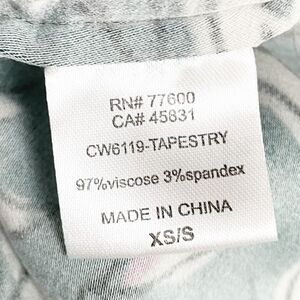 RN# 77600
CA# 45831
CW6119-TAPESTRY
97%viscose 3%spandex
MADE IN CHINA
XS/S